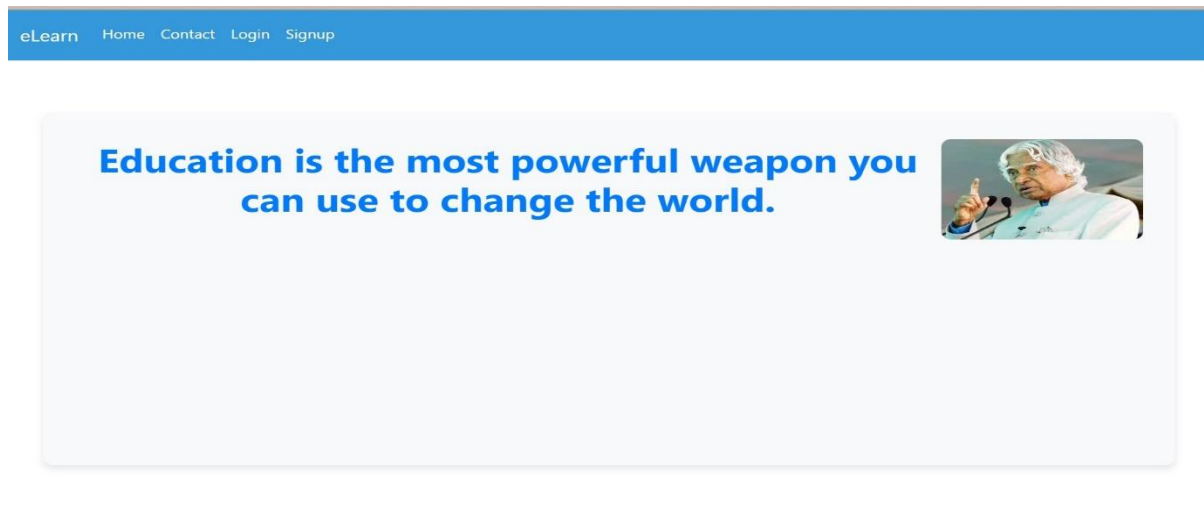 eLearn Home Contact Login Signup
Education is the most powerful weapon you
can use to change the world.